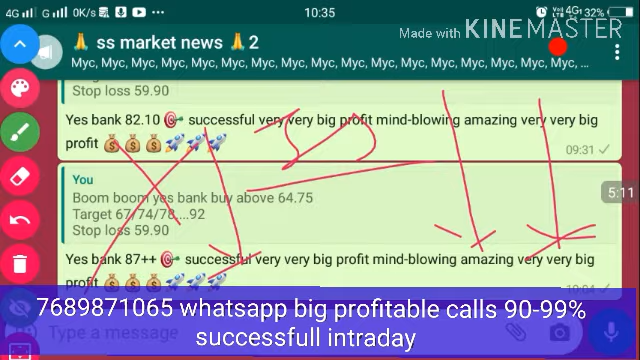 4G 0K/s 10:35 4G 32%
Made with KINEMASTER
🙏 ss market news 🙏 2
Myc, Myc, Myc, Myc, Myc, Myc, Myc, Myc, Myc, Myc, Myc, Myc, Myc, Myc, Myc, Myc, ...
Stop loss 59.90
Yes bank 82.10 🎯 successful very very big profit mind-blowing amazing very very big
profit 💰 💰 💰 🚀🚀🚀
09:31
You
Boom boom yes bank buy above 64.75
Target 67/74/78 ...92
Stop loss 59.90
5:11
Yes bank 87++ 🎯 successful very very big profit mind-blowing amazing very very big
profit 💰 💰 💰 🚀🚀🚀
10:04
7689871065 whatsapp big profitable calls 90-99%
successfull intraday
Type a message